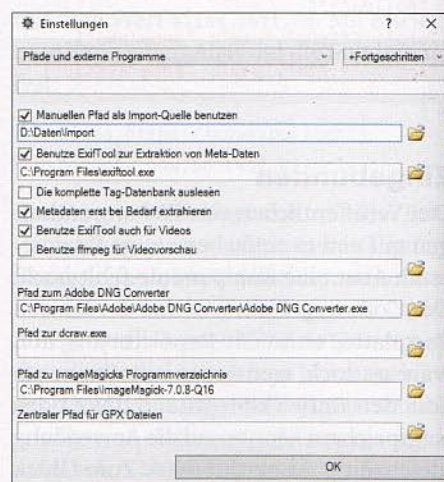 Einstellungen ? ×
Pfade und externe Programme +Fortgeschritten
Manuellen Pfad als Import-Quelle benutzen
D:\Daten\Import
Benutze ExifTool zur Extraktion von Meta-Daten
C:\Program Files\exiftool.exe
Die komplette Tag-Datenbank auslesen
Metadaten erst bei Bedarf extrahieren
Benutze ExifTool auch für Videos
Benutze ffmpeg für Videovorschau
Pfad zum Adobe DNG Converter
C:\Program Files\Adobe\Adobe DNG Converter\Adobe DNG Converter.exe
Pfad zur dcraw.exe
Pfad zu ImageMagicks Programmverzeichnis
C:\Program Files\ImageMagick-7.0.8-Q16
Zentraler Pfad für GPX Dateien
OK